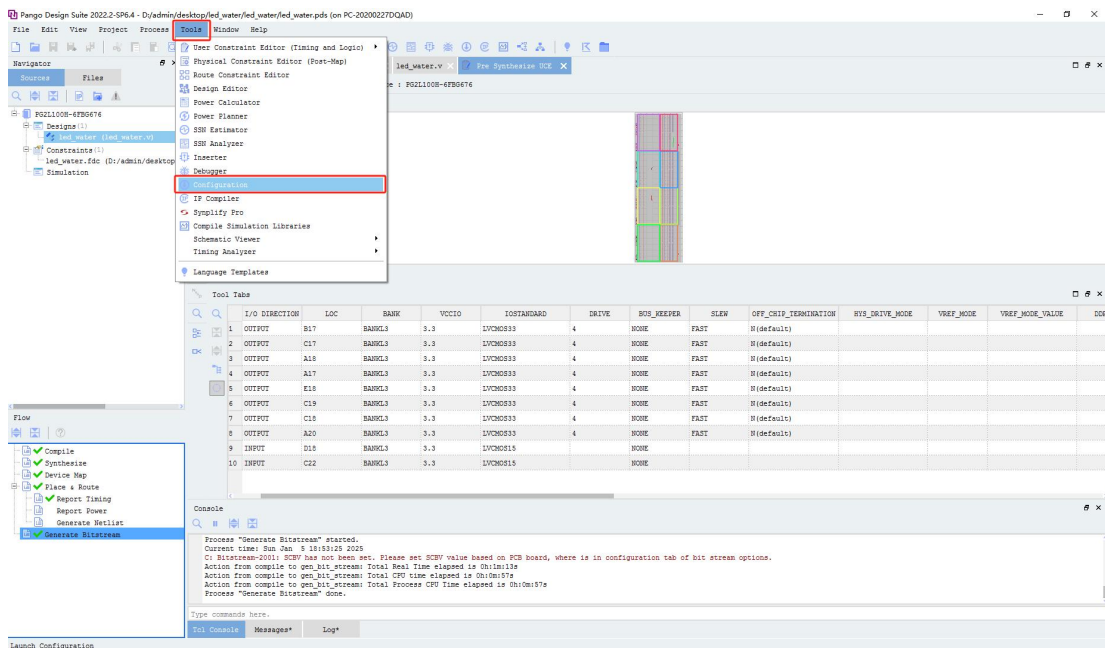 Pango Design Suite 2022.2-SP6.4 - D:/admin/desktop/led_water/led_water/led_water.pds (on PC-20200227DQAD)
File Edit View Project Process Tools Window Help
Navigator
Sources Files
PG2L100H-6FBG676
Designs(1)
led_water (led_water.v)
Constraints(1)
led_water.fdc (D:/admin/desktop
Simulation
User Constraint Editor (Timing and Logic)
Physical Constraint Editor (Post-Map)
Route Constraint Editor
Design Editor
Power Calculator
Power Planner
SSN Estimator
SSN Analyzer
Inserter
Debugger
Configuration
IP Compiler
Synplify Pro
Compile Simulation Libraries
Schematic Viewer
Timing Analyzer
Language Templates
led_water.v Pre Synthesize UCE
: PG2L100H-6FBG676
Tool Tabs
I/O DIRECTION LOC BANK VCCIO IOSTANDARD DRIVE BUS_KEEPER SLEW OFF_CHIP_TERMINATION HYS_DRIVE_MODE VREF_MODE VREF_MODE_VALUE DDR
1 OUTPUT B17 BANKL3 3.3 LVCMOS33 4 NONE FAST N(default)
2 OUTPUT C17 BANKL3 3.3 LVCMOS33 4 NONE FAST N(default)
3 OUTPUT A18 BANKL3 3.3 LVCMOS33 4 NONE FAST N(default)
4 OUTPUT A17 BANKL3 3.3 LVCMOS33 4 NONE FAST N(default)
5 OUTPUT E18 BANKL3 3.3 LVCMOS33 4 NONE FAST N(default)
6 OUTPUT C19 BANKL3 3.3 LVCMOS33 4 NONE FAST N(default)
7 OUTPUT C18 BANKL3 3.3 LVCMOS33 4 NONE FAST N(default)
8 OUTPUT A20 BANKL3 3.3 LVCMOS33 4 NONE FAST N(default)
9 INPUT D18 BANKL3 3.3 LVCMOS15 NONE
10 INPUT C22 BANKL3 3.3 LVCMOS15 NONE
Flow
Compile
Synthesize
Device Map
Place & Route
Report Timing
Report Power
Generate Netlist
Generate Bitstream
Console
Process "Generate Bitstream" started.
Current time: Sun Jan 5 18:53:25 2025
C: Bitstream-2001: SCBV has not been set. Please set SCBV value based on PCB board, where is in configuration tab of bit stream options.
Action from compile to gen_bit_stream: Total Real Time elapsed is 0h:1m:13s
Action from compile to gen_bit_stream: Total CPU time elapsed is 0h:0m:57s
Action from compile to gen_bit_stream: Total Process CPU Time elapsed is 0h:0m:57s
Process "Generate Bitstream" done.
Type commands here.
Tcl Console Messages* Log*
Launch Configuration